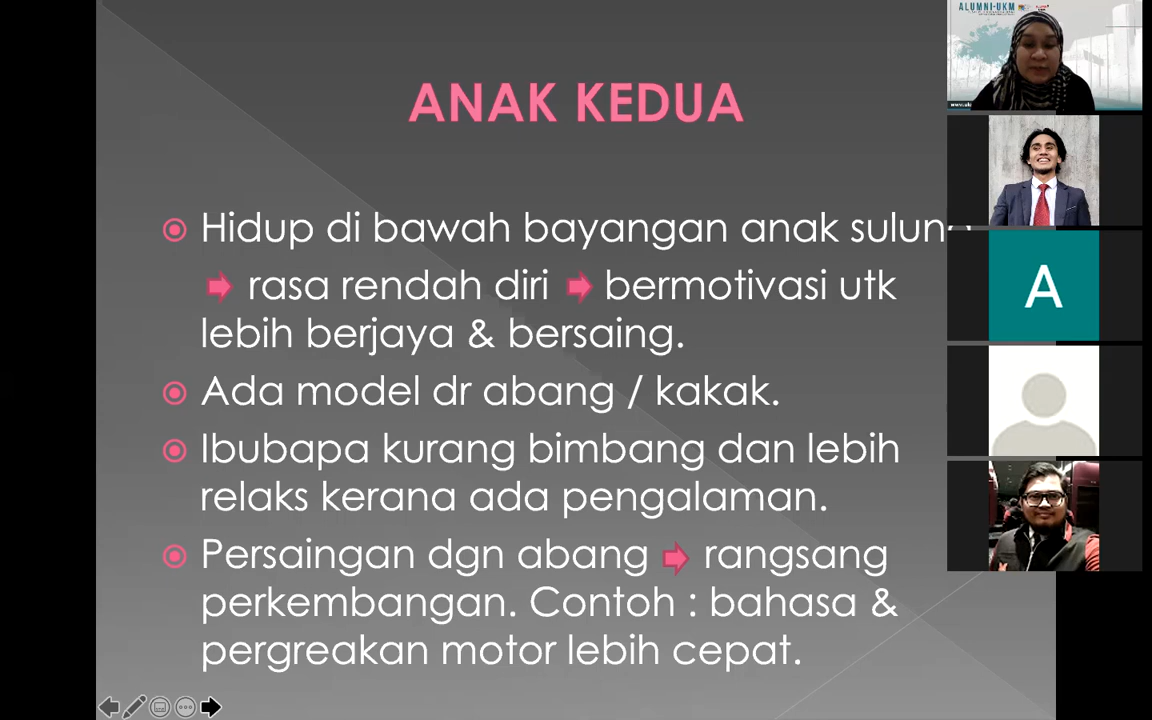 ALUMNI-UKM
ANAK KEDUA
Hidup di bawah bayangan anak sulung
rasa rendah diri bermotivasi utk
lebih berjaya & bersaing.
Ada model dr abang / kakak.
Ibubapa kurang bimbang dan lebih
relaks kerana ada pengalaman.
Persaingan dgn abang rangsang
perkembangan. Contoh : bahasa &
pergreakan motor lebih cepat.
A